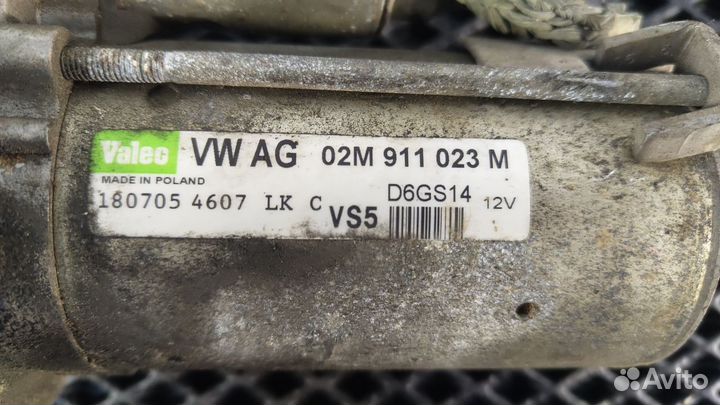 Valeo VW AG 02M 911 023 M
MADE IN POLAND
180705 4607 LK C VS5 D6GS14 12V
Avito